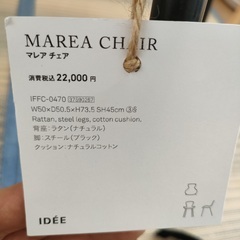 MAREA CHAIR
マレア チェア
消費税込 22,000 円
IFFC-0470
W50×D50.5×H73.5 SH45cm
Rattan, steel legs, cotton cushion.
背座：ラタン（ナチュラル）
脚：スチール（ブラック）
クッション：ナチュラルコットン
IDÉE